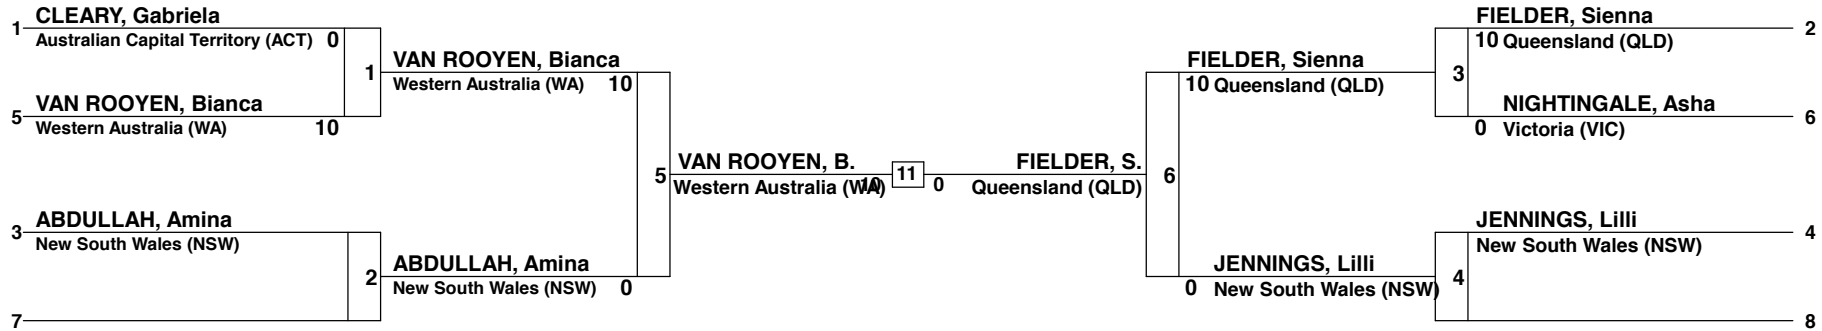 CLEARY, Gabriela
1
Australian Capital Territory (ACT) 0
1
VAN ROOYEN, Bianca
5
Western Australia (WA) 10
VAN ROOYEN, Bianca
Western Australia (WA) 10
ABDULLAH, Amina
3
New South Wales (NSW)
2
7
ABDULLAH, Amina
New South Wales (NSW) 0
5
VAN ROOYEN, B.
Western Australia (WA) 10
11
FIELDER, S.
0 Queensland (QLD)
6
FIELDER, Sienna
10 Queensland (QLD)
JENNINGS, Lilli
0 New South Wales (NSW)
3
FIELDER, Sienna
2
10 Queensland (QLD)
NIGHTINGALE, Asha
6
0 Victoria (VIC)
4
JENNINGS, Lilli
4
New South Wales (NSW)
8